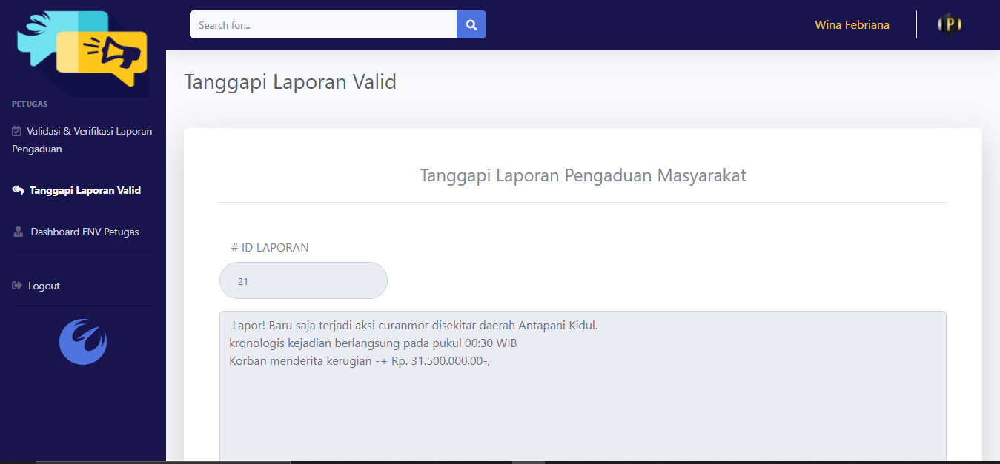 Search for...
Wina Febriana
P
PETUGAS
Validasi & Verifikasi Laporan
Pengaduan
Tanggapi Laporan Valid
Dashboard ENV Petugas
Logout
Tanggapi Laporan Valid
Tanggapi Laporan Pengaduan Masyarakat
# ID LAPORAN
21
Lapor! Baru saja terjadi aksi curanmor disekitar daerah Antapani Kidul.
kronologis kejadian berlangsung pada pukul 00:30 WIB
Korban menderita kerugian -+ Rp. 31.500.000,00-,